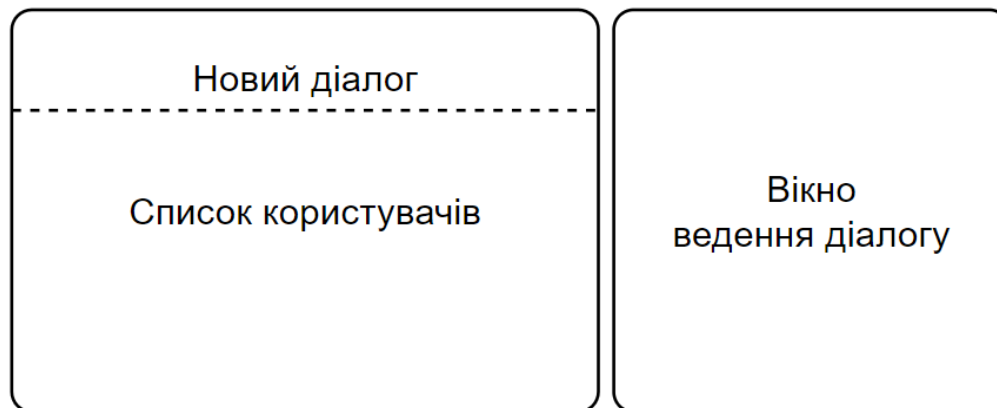 Новий діалог
Список користувачів
Вікно
ведення діалогу